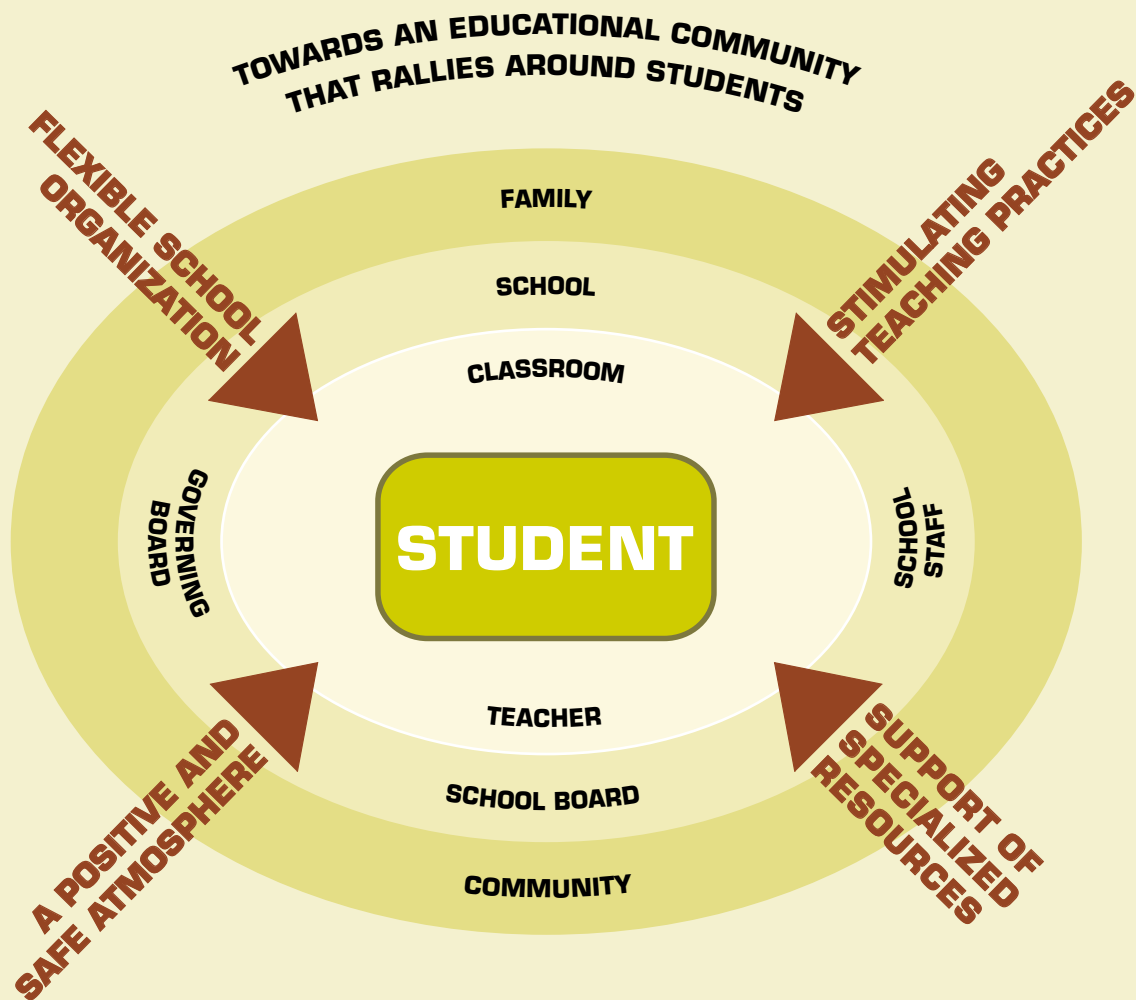 TOWARDS AN EDUCATIONAL COMMUNITY
THAT RALLIES AROUND STUDENTS
FLEXIBLE SCHOOL
ORGANIZATION
STIMULATING
TEACHING PRACTICES
FAMILY
SCHOOL
CLASSROOM
GOVERNING
BOARD
STUDENT
SCHOOL
STAFF
TEACHER
SCHOOL BOARD
COMMUNITY
A POSITIVE AND
SAFE ATMOSPHERE
SUPPORT OF
SPECIALIZED
RESOURCES